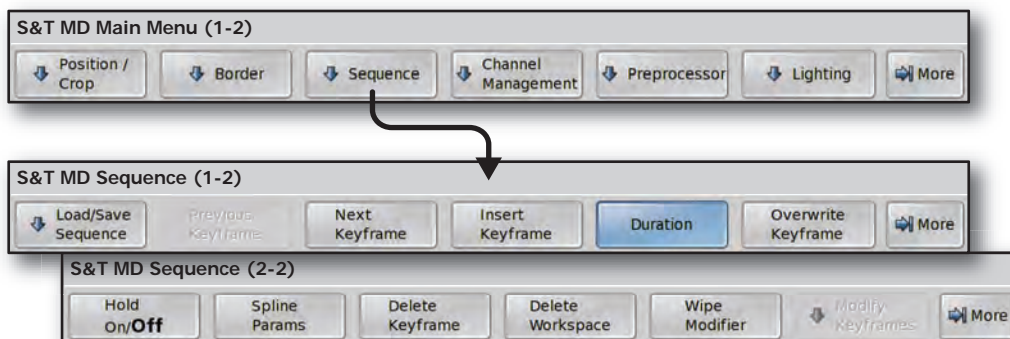 S&T MD Main Menu (1-2)
Position / Crop
Border
Sequence
Channel Management
Preprocessor
Lighting
More
S&T MD Sequence (1-2)
Load/Save Sequence
Previous Keyframe
Next Keyframe
Insert Keyframe
Duration
Overwrite Keyframe
More
S&T MD Sequence (2-2)
Hold On/Off
Spline Params
Delete Keyframe
Delete Workspace
Wipe Modifier
Modify Keyframes
More